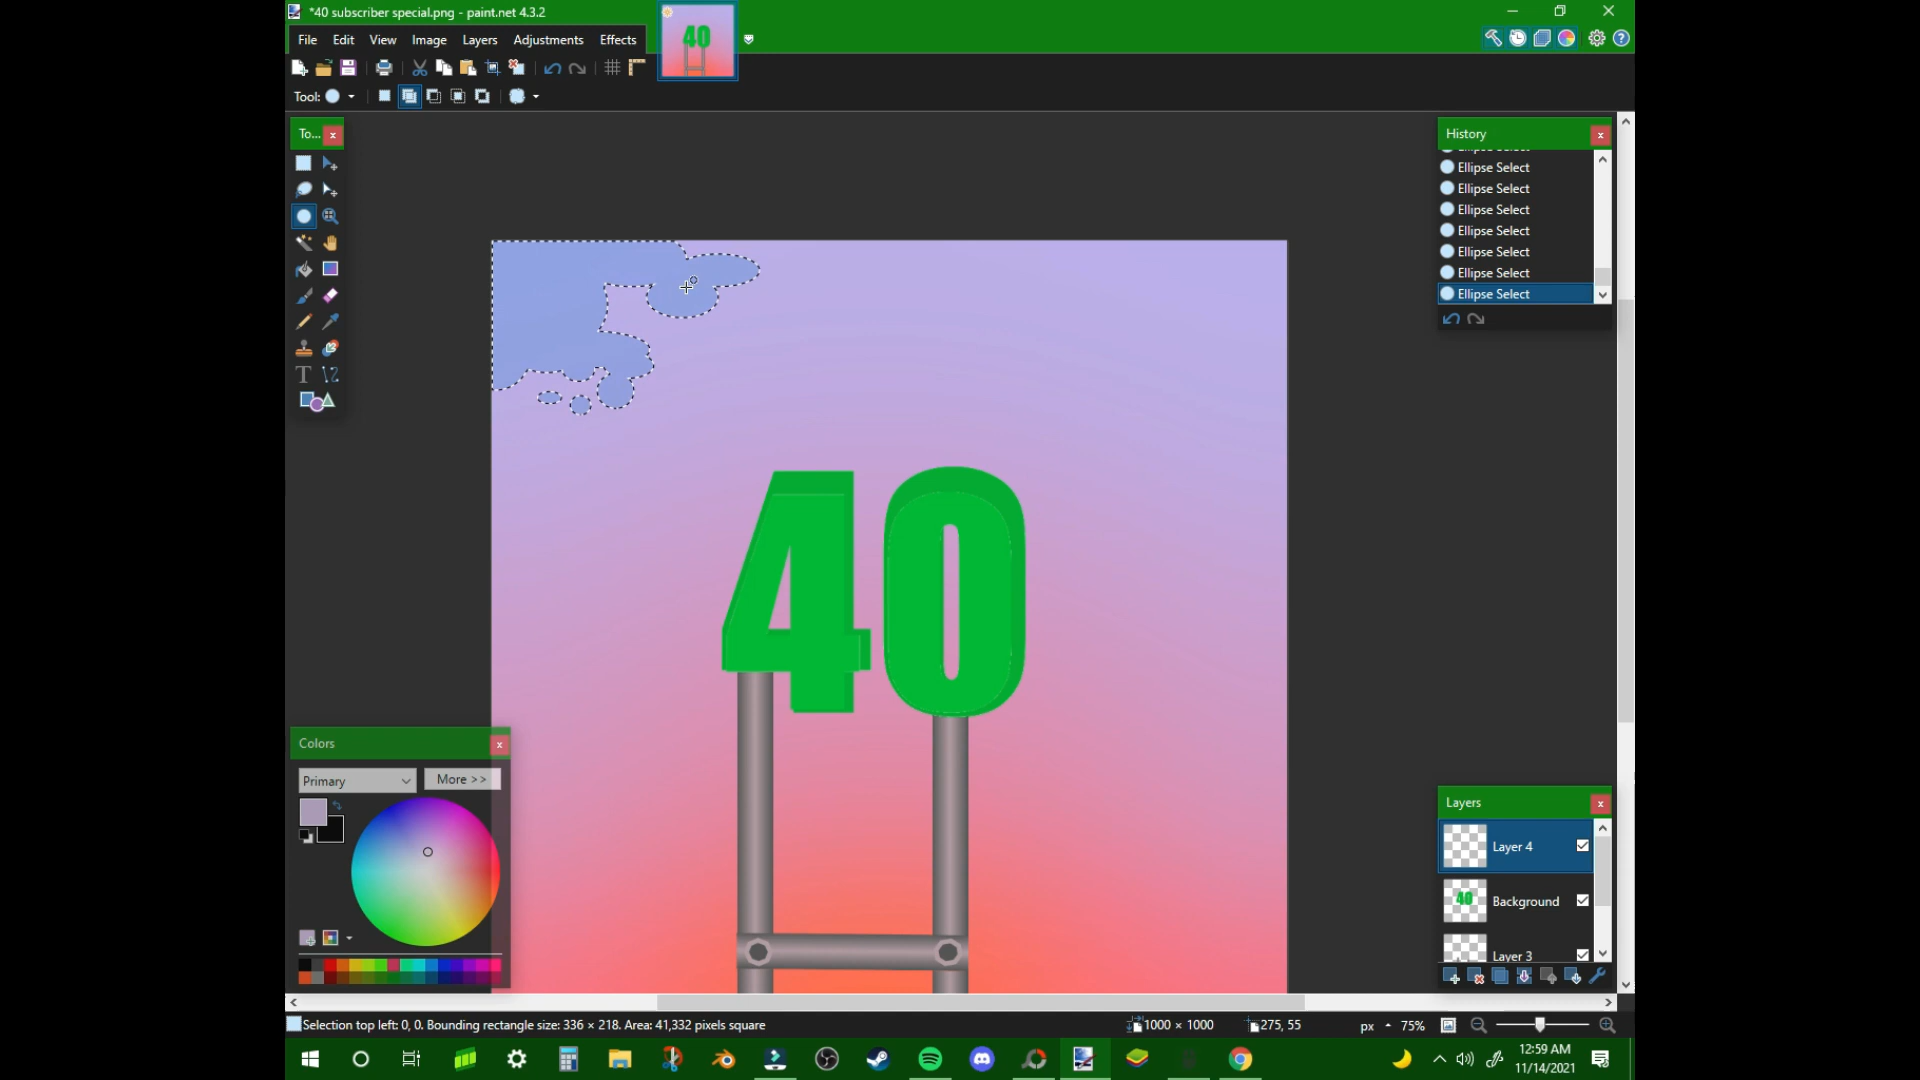 *40 subscriber special.png - paint.net 4.3.2
File Edit View Image Layers Adjustments Effects
40
Tool:
To...
History
Ellipse Select
Ellipse Select
Ellipse Select
Ellipse Select
Ellipse Select
Ellipse Select
Ellipse Select
40
Colors
Primary
More >>
Layers
Layer 4
40
Background
Layer 3
Selection top left: 0, 0. Bounding rectangle size: 336 × 218. Area: 41,332 pixels square
1000 × 1000
275, 55
px
75%
12:59 AM
11/14/2021